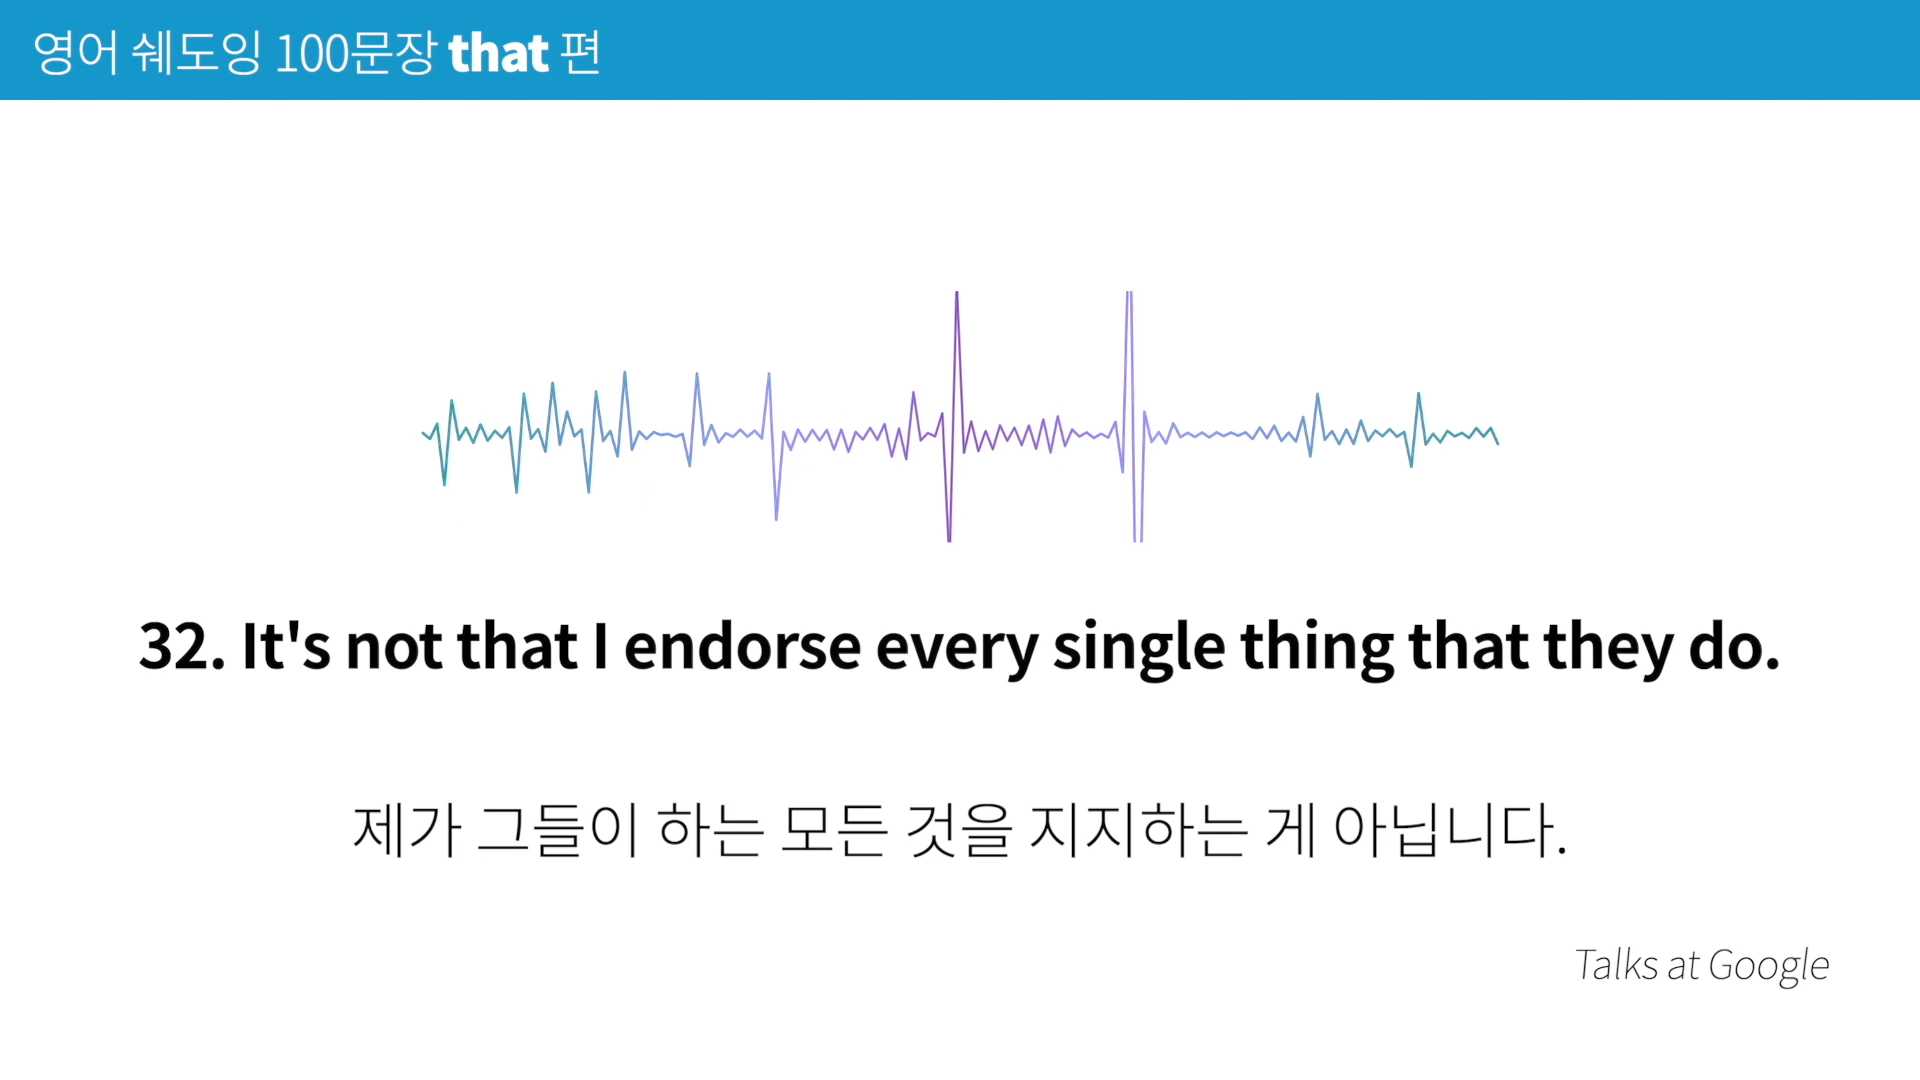 영어 쉐도잉 100문장 that 편
32. It's not that I endorse every single thing that they do.
제가 그들이 하는 모든 것을 지지하는 게 아닙니다.
Talks at Google